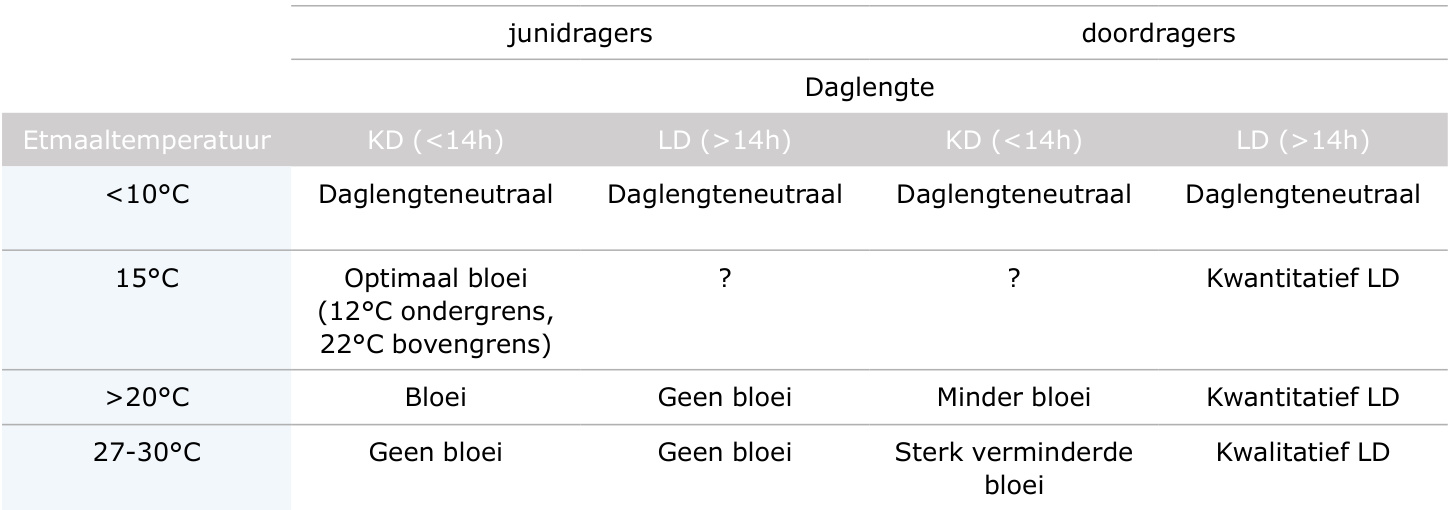 junidragers doordragers
Daglengte
Etmaaltemperatuur KD (<14h) LD (>14h) KD (<14h) LD (>14h)
<10°C Daglengteneutraal Daglengteneutraal Daglengteneutraal Daglengteneutraal
15°C Optimaal bloei ? ? Kwantitatief LD
(12°C ondergrens,
22°C bovengrens)
>20°C Bloei Geen bloei Minder bloei Kwantitatief LD
27-30°C Geen bloei Geen bloei Sterk verminderde Kwalitatief LD
bloei